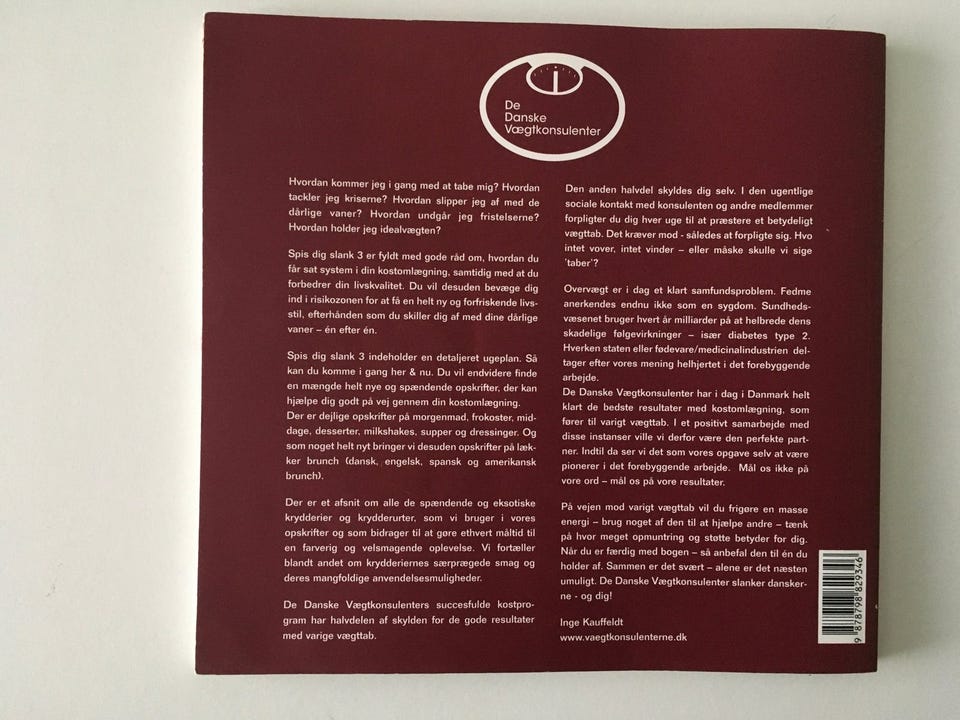 De
Danske
Vægtkonsulenter
Hvordan kommer jeg i gang med at tabe mig? Hvordan
tackler jeg kriserne? Hvordan slipper jeg af med de
dårlige vaner? Hvordan undgår jeg fristelserne?
Hvordan holder jeg idealvægten?
Spis dig slank 3 er fyldt med gode råd om, hvordan du
får sat system i din kostomlægning, samtidig med at du
forbedrer din livskvalitet. Du vil desuden bevæge dig
ind i risikozonen for at få en helt ny og forfriskende livs-
stil, efterhånden som du skiller dig af med dine dårlige
vaner – én efter én.
Spis dig slank 3 indeholder en detaljeret ugeplan. Så
kan du komme i gang her & nu. Du vil endvidere finde
en mængde helt nye og spændende opskrifter, der kan
hjælpe dig godt på vej gennem din kostomlægning.
Der er dejlige opskrifter på morgenmad, frokoster, mid-
dage, desserter, milkshakes, supper og dressinger. Og
som noget helt nyt bringer vi desuden opskrifter på læk-
ker brunch (dansk, engelsk, spansk og amerikansk
brunch).
Der er et afsnit om alle de spændende og eksotiske
krydderier og krydderurter, som vi bruger i vores
opskrifter og som bidrager til at gøre ethvert måltid til
en farverig og velsmagende oplevelse. Vi fortæller
blandt andet om krydderiernes særprægede smag og
deres mangfoldige anvendelsesmuligheder.
De Danske Vægtkonsulenters succesfulde kostpro-
gram har halvdelen af skylden for de gode resultater
med varige vægttab.
Den anden halvdel skyldes dig selv. I den ugentlige
sociale kontakt med konsulenten og andre medlemmer
forpligter du dig hver uge til at præstere et betydeligt
vægttab. Det kræver mod - således at forpligte sig. Hvo
intet vover, intet vinder – eller måske skulle vi sige
'taber'?
Overvægt er i dag et klart samfundsproblem. Fedme
anerkendes endnu ikke som en sygdom. Sundheds-
væsenet bruger hvert år milliarder på at helbrede dens
skadelige følgevirkninger – især diabetes type 2.
Hverken staten eller fødevare/medicinalindustrien del-
tager efter vores mening helhjertet i det forebyggende
arbejde.
De Danske Vægtkonsulenter har i dag i Danmark helt
klart de bedste resultater med kostomlægning, som
fører til varigt vægttab. I et positivt samarbejde med
disse instanser ville vi derfor være den perfekte part-
ner. Indtil da ser vi det som vores opgave selv at være
pionerer i det forebyggende arbejde. Mål os ikke på
vore ord – mål os på vore resultater.
På vejen mod varigt vægttab vil du frigøre en masse
energi – brug noget af den til at hjælpe andre – tænk
på hvor meget opmuntring og støtte betyder for dig.
Når du er færdig med bogen – så anbefal den til én du
holder af. Sammen er det svært – alene er det næsten
umuligt. De Danske Vægtkonsulenter slanker dansker-
ne - og dig!
Inge Kauffeldt
www.vaegtkonsulenterne.dk
9 878798 829346